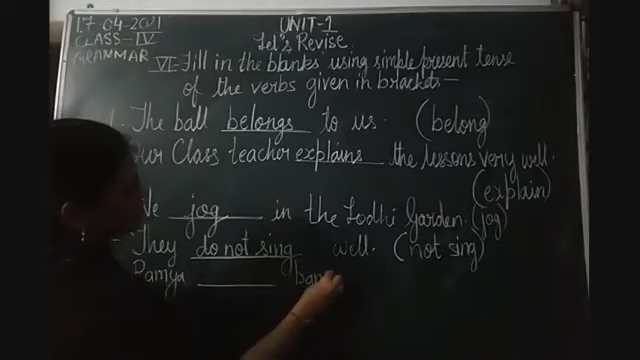 17-04-2021
UNIT-1
CLASS-IV
Let's Revise
GRAMMAR
VI- Fill in the blanks using simple present tense
of the verbs given in brackets-
The ball belongs to us. (belong)
our Class teacher explains the lessons very well.
(explain)
We jog in the Lodhi Garden. (jog)
They do not sing well. (not sing)
Ramya ______